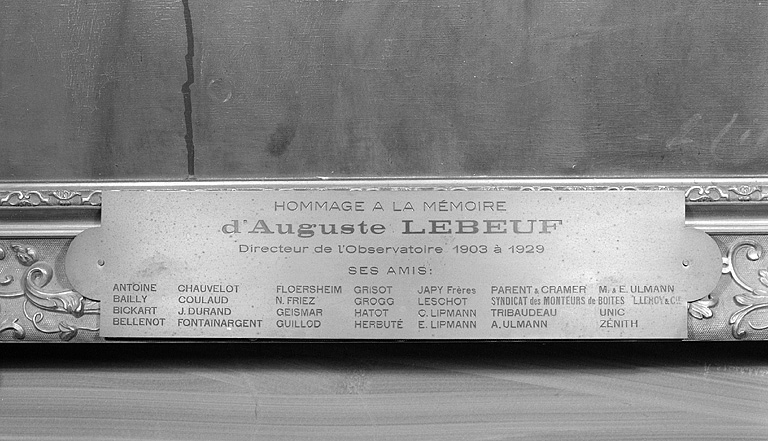 HOMMAGE A LA MÉMOIRE
d'Auguste LEBEUF
Directeur de l'Observatoire 1903 à 1929
SES AMIS:
ANTOINE CHAUVELOT FLOERSHEIM GRISOT JAPY Frères PARENT & CRAMER M. & E. ULMANN
BAILLY COULAUD N. FRIEZ GROGG LESCHOT SYNDICAT des MONTEURS de BOITES L. LEROY & Cie
BICKART J. DURAND GEISMAR HATOT C. LIPMANN TRIBAUDEAU UNIC
BELLENOT FONTAINARGENT GUILLOD HERBUTÉ E. LIPMANN A. ULMANN ZÉNITH